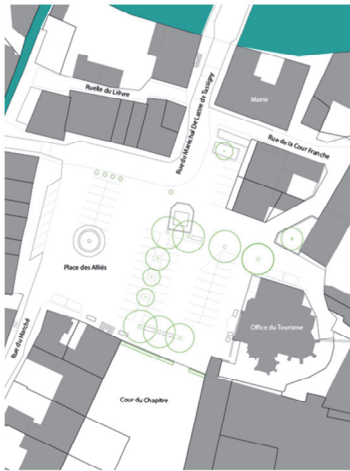 Ruelle du Lièvre
Rue du Maréchal De Lattre de Tassigny
Mairie
Rue de la Cour Franche
Place des Alliés
Office du Tourisme
Rue du Marché
Cour du Chapitre